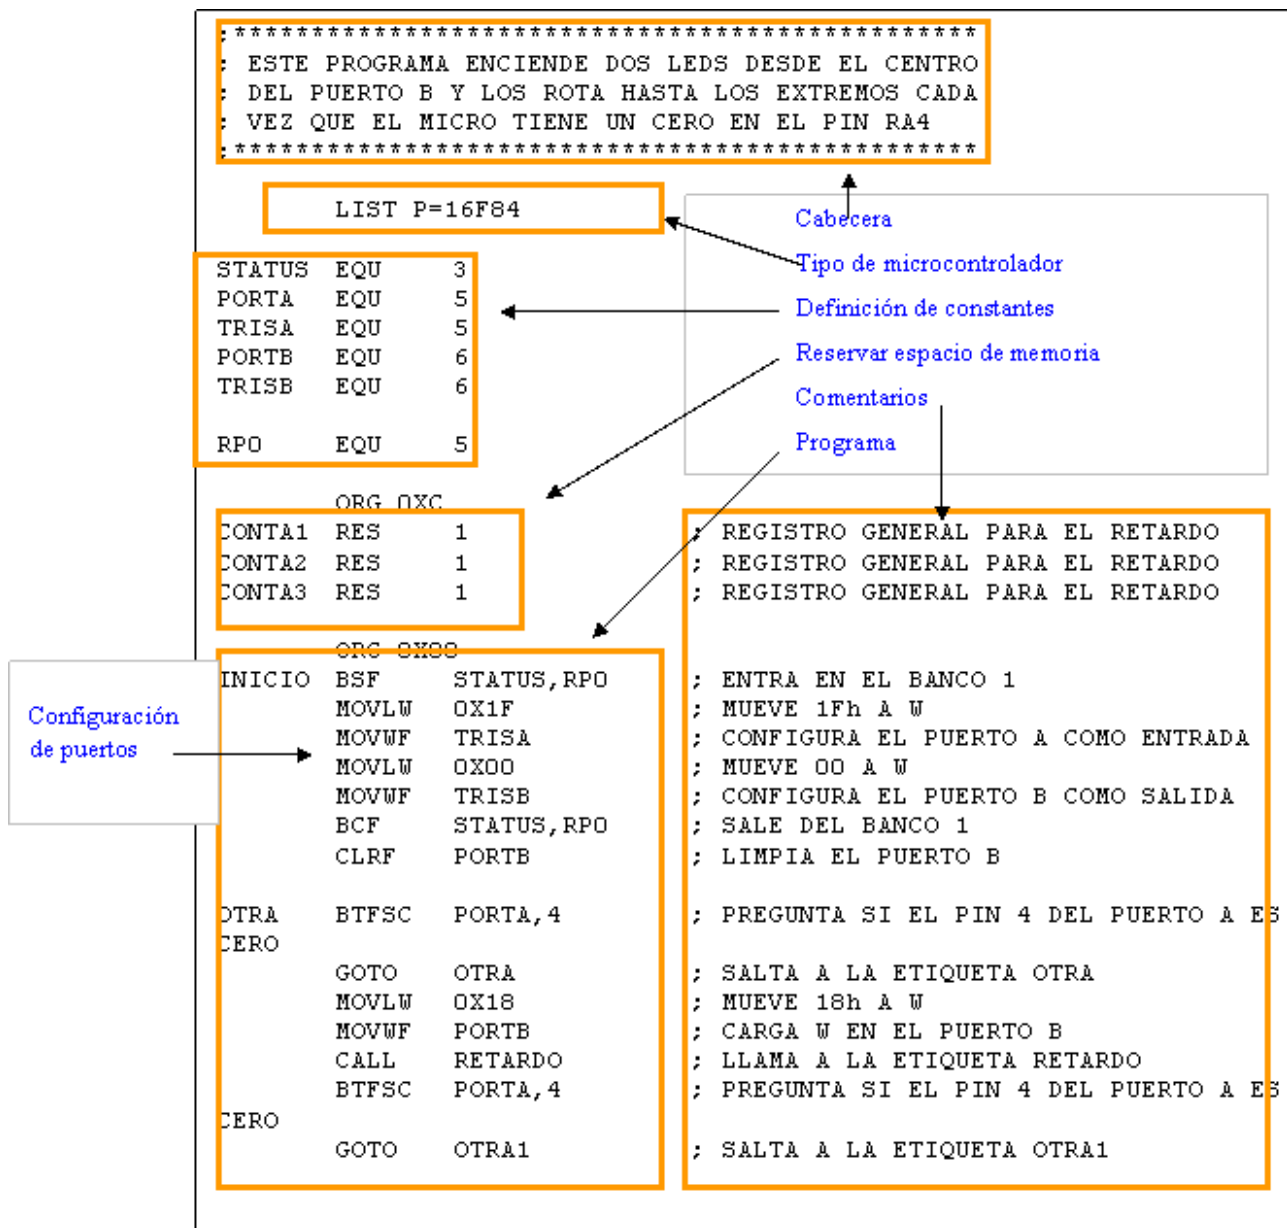 ;************************************************
; ESTE PROGRAMA ENCIENDE DOS LEDS DESDE EL CENTRO
; DEL PUERTO B Y LOS ROTA HASTA LOS EXTREMOS CADA
; VEZ QUE EL MICRO TIENE UN CERO EN EL PIN RA4
;************************************************
LIST P=16F84
Cabecera
Tipo de microcontrolador
Definición de constantes
Reservar espacio de memoria
Comentarios
Programa
STATUS EQU 3
PORTA EQU 5
TRISA EQU 5
PORTB EQU 6
TRISB EQU 6
RP0 EQU 5
ORG 0XC
CONTA1 RES 1 ; REGISTRO GENERAL PARA EL RETARDO
CONTA2 RES 1 ; REGISTRO GENERAL PARA EL RETARDO
CONTA3 RES 1 ; REGISTRO GENERAL PARA EL RETARDO
ORG 0X00
Configuración
de puertos
INICIO BSF STATUS,RP0 ; ENTRA EN EL BANCO 1
MOVLW 0X1F ; MUEVE 1Fh A W
MOVWF TRISA ; CONFIGURA EL PUERTO A COMO ENTRADA
MOVLW 0X00 ; MUEVE 00 A W
MOVWF TRISB ; CONFIGURA EL PUERTO B COMO SALIDA
BCF STATUS,RP0 ; SALE DEL BANCO 1
CLRF PORTB ; LIMPIA EL PUERTO B
OTRA BTFSC PORTA,4 ; PREGUNTA SI EL PIN 4 DEL PUERTO A ES
CERO
GOTO OTRA ; SALTA A LA ETIQUETA OTRA
MOVLW 0X18 ; MUEVE 18h A W
MOVWF PORTB ; CARGA W EN EL PUERTO B
CALL RETARDO ; LLAMA A LA ETIQUETA RETARDO
BTFSC PORTA,4 ; PREGUNTA SI EL PIN 4 DEL PUERTO A ES
CERO
GOTO OTRA1 ; SALTA A LA ETIQUETA OTRA1